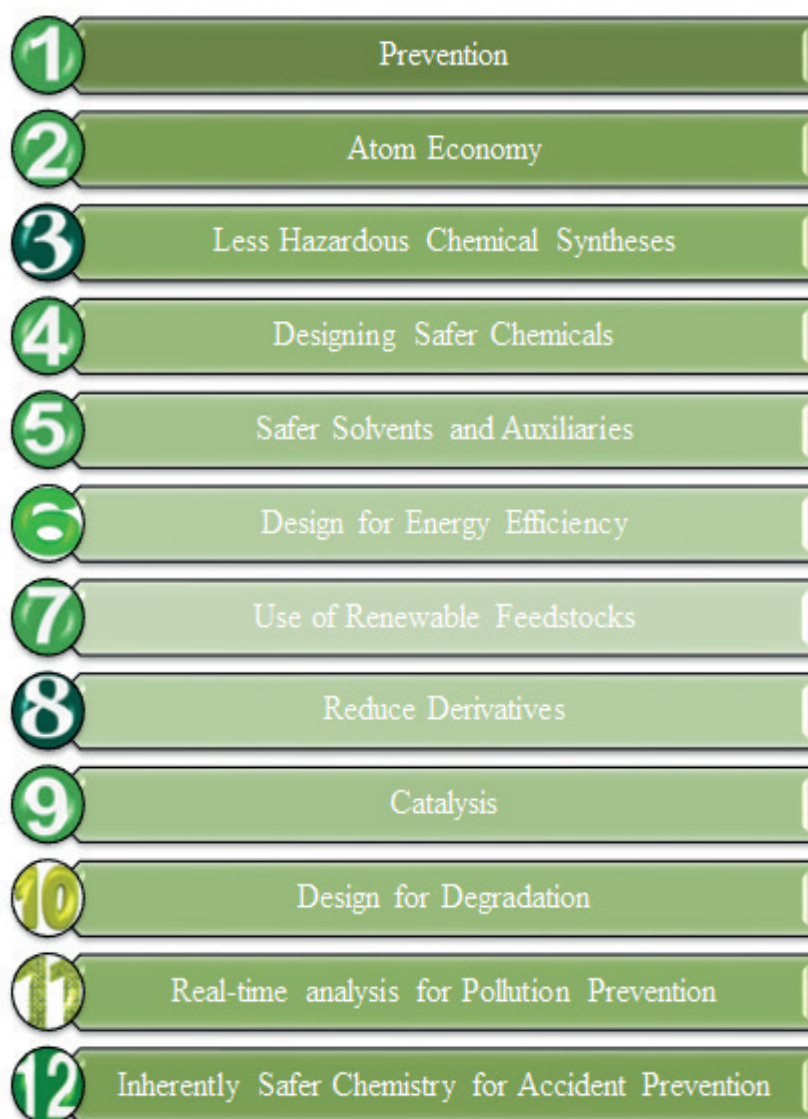 1 Prevention
2 Atom Economy
3 Less Hazardous Chemical Syntheses
4 Designing Safer Chemicals
5 Safer Solvents and Auxiliaries
6 Design for Energy Efficiency
7 Use of Renewable Feedstocks
8 Reduce Derivatives
9 Catalysis
10 Design for Degradation
11 Real-time analysis for Pollution Prevention
12 Inherently Safer Chemistry for Accident Prevention